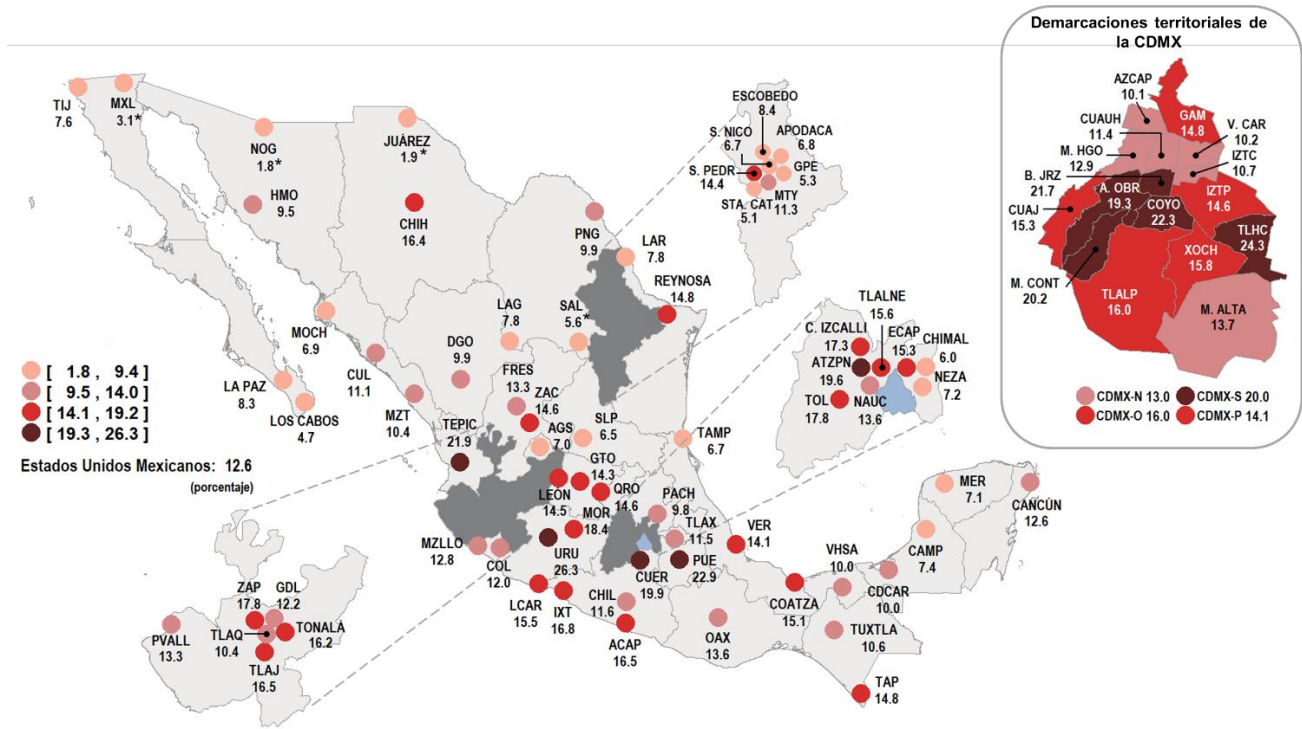 Demarcaciones territoriales de
la CDMX
AZCAP
10.1
GAM
14.8
CUAUH
11.4
V. CAR
10.2
M. HGO
12.9
IZTC
10.7
B. JRZ
21.7
A. OBR
19.3
COYO
22.3
IZTP
14.6
CUAJ
15.3
TLHC
24.3
XOCH
15.8
M. CONT
20.2
TLALP
16.0
M. ALTA
13.7
CDMX-N 13.0
CDMX-S 20.0
CDMX-O 16.0
CDMX-P 14.1
TIJ
7.6
MXL
3.1*
NOG
1.8*
JUÁREZ
1.9*
HMO
9.5
CHIH
16.4
ESCOBEDO
8.4
S. NICO
6.7
APODACA
6.8
S. PEDR
14.4
GPE
5.3
MTY
11.3
STA. CAT
5.1
PNG
9.9
LAR
7.8
REYNOSA
14.8
LAG
7.8
SAL
5.6*
MOCH
6.9
DGO
9.9
CUL
11.1
LA PAZ
8.3
LOS CABOS
4.7
MZT
10.4
FRES
13.3
ZAC
14.6
TEPIC
21.9
AGS
7.0
SLP
6.5
TAMP
6.7
TLALNE
15.6
C. IZCALLI
17.3
ECAP
15.3
CHIMAL
6.0
ATZPN
19.6
NEZA
7.2
TOL
17.8
NAUC
13.6
[ 1.8 , 9.4 ]
[ 9.5 , 14.0 ]
[ 14.1 , 19.2 ]
[ 19.3 , 26.3 ]
Estados Unidos Mexicanos: 12.6
(porcentaje)
GTO
14.3
LEÓN
14.5
QRO
14.6
MOR
18.4
PACH
9.8
TLAX
11.5
VER
14.1
MER
7.1
CANCÚN
12.6
CAMP
7.4
MZLLO
12.8
COL
12.0
URU
26.3
CUER
19.9
PUE
22.9
VHSA
10.0
CDCAR
10.0
LCAR
15.5
IXT
16.8
CHIL
11.6
ACAP
16.5
OAX
13.6
COATZA
15.1
TUXTLA
10.6
TAP
14.8
ZAP
17.8
GDL
12.2
PVALL
13.3
TLAQ
10.4
TONALÁ
16.2
TLAJ
16.5